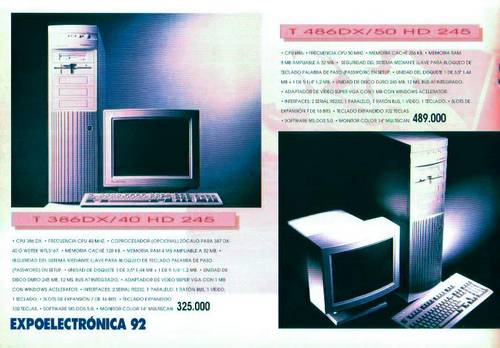 T 486DX/50 HD 245
• CPU 486 • FRECUENCIA CPU 50 MHZ. • MEMORIA CACHE 256 KB. • MEMORIA RAM
8 MB AMPLIABLE A 32 MB. • SEGURIDAD DEL SISTEMA MEDIANTE LLAVE PARA BLOQUEO DE
TECLADO PALABRA DE PASO (PASSWORD) EN SETUP. • UNIDAD DEL DISQUETE 1 DE 3,5" 1.44
MB + 1 DE 5 1/4" 1.2 MB. • UNIDAD DE DISCO DURO 245 MB, 12 MS, BUS AT INTEGRADO.
• ADAPTADOR DE VÍDEO SUPER VGA CON 1 MB CON WINDOWS ACELERATOR
• INTERFACES: 2 SERIAL RS232, 1 PARALELO, 1 RATÓN BUS, 1 VIDEO, 1 TECLADO. • SLOTS DE
EXPANSIÓN 7 DE 16 BITS. • TECLADO EXPANDIDO 102 TECLAS.
• SOFTWARE MS.DOS 5.0. • MONITOR COLOR 14" MULTISCAN. 489.000
T 386DX/40 HD 245
• CPU 386 DX • FRECUENCIA CPU 40 MHZ. • COPROCESADOR (OPCIONAL) ZOCALO PARA 387 DX-
40 O WEITEK 3167. • MEMORIA CACHE 128 KB. • MEMORIA RAM 4 MB AMPLIABLE A 32 MB. •
SEGURIDAD DEL SISTEMA MEDIANTE LLAVE PARA BLOQUEO DE TECLADO PALABRA DE PASO
(PASSWORD) EN SETUP. • UNIDAD DE DISQUETE 1 DE 3,5" 1.44 MB + 1 DE 5 1/4" 1.2 MB. • UNIDAD DE
DISCO DURO 245 MB, 12 MS, BUS AT INTEGRADO. • ADAPTADOR DE VIDEO SUPER VGA CON 1 MB
CON WINDOWS ACELERATOR. • INTERFACES: 2 SERIAL RS232, 1 PARALELO, 1 RATÓN BUS, 1 VIDEO,
1 TECLADO. • SLOTS DE EXPANSIÓN 7 DE 16 BITS. • TECLADO EXPANDIDO
102 TECLAS. • SOFTWARE MS.DOS 5.0. • MONITOR COLOR 14" MULTISCAN. 325.000
EXPOELECTRÓNICA 92